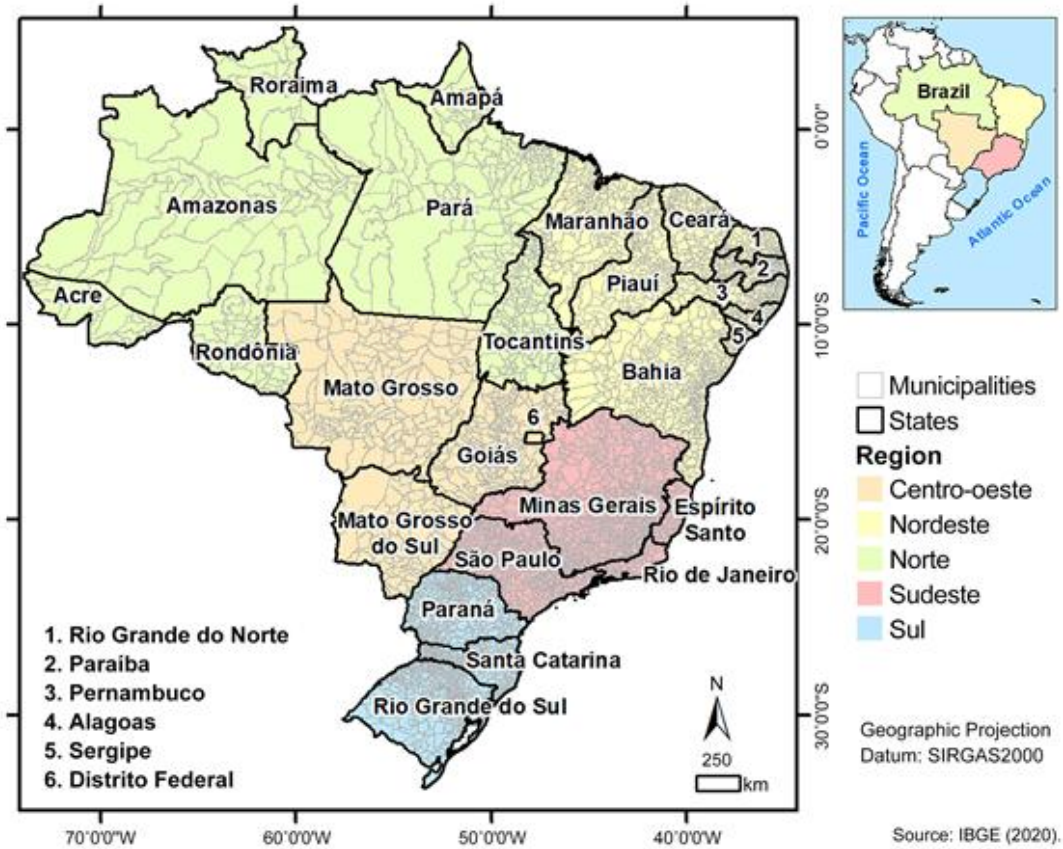 Roraima
Amapá
Amazonas
Pará
Maranhão
Ceará
1
2
Piauí
3
4
5
Acre
Rondônia
Tocantins
Bahia
Mato Grosso
6
Goiás
Minas Gerais
Espírito
Santo
Mato Grosso
do Sul
São Paulo
Rio de Janeiro
Paraná
Santa Catarina
Rio Grande do Sul
1. Rio Grande do Norte
2. Paraíba
3. Pernambuco
4. Alagoas
5. Sergipe
6. Distrito Federal
N
250
km
70°0'0"W
60°0'0"W
50°0'0"W
40°0'0"W
0°0'0"
10°0'0"S
20°0'0"S
30°0'0"S
Brazil
Pacific Ocean
Atlantic Ocean
Municipalities
States
Region
Centro-oeste
Nordeste
Norte
Sudeste
Sul
Geographic Projection
Datum: SIRGAS2000
Source: IBGE (2020).